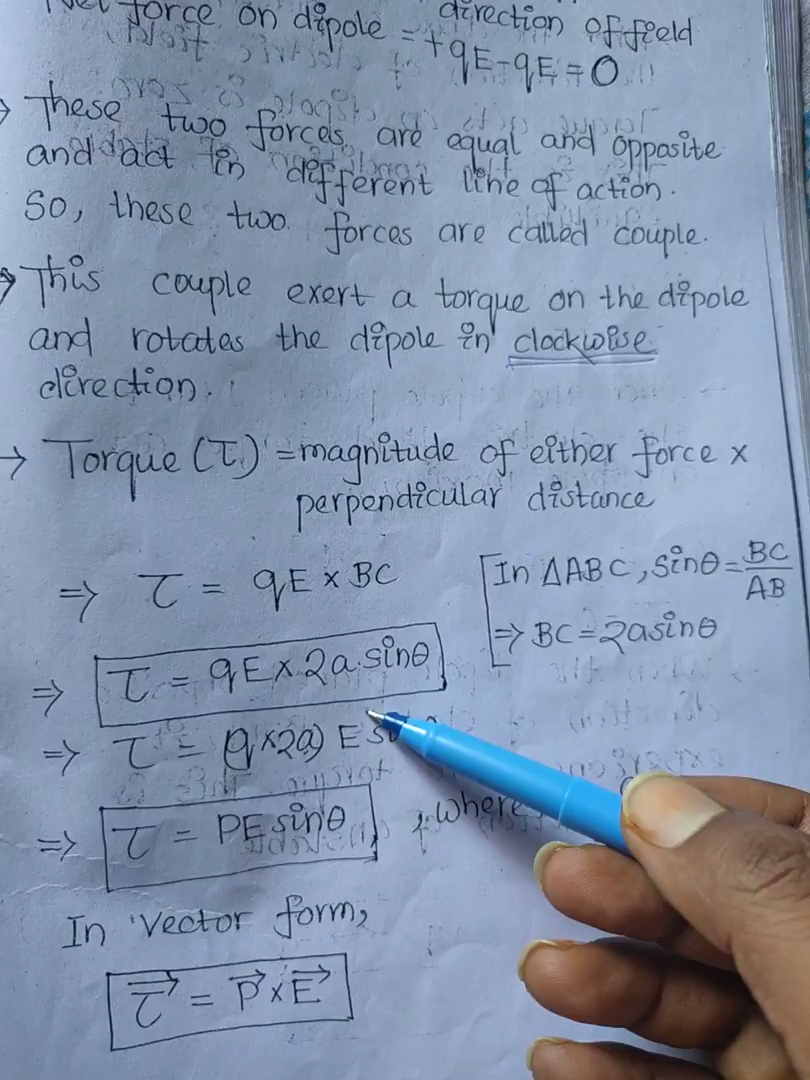 force on dipole = direction of field
+qE-qE=0
→ These two forces are equal and opposite
and act in different line of action.
So, these two forces are called couple.
→ This couple exert a torque on the dipole
and rotates the dipole in clockwise
direction.
→ Torque (τ) = magnitude of either force ×
perpendicular distance
⇒ τ = qE × BC
[In ΔABC, sinθ = BC/AB
⇒ BC = 2asinθ
⇒ τ = qE × 2a.sinθ
⇒ τ = (q×2a) E
⇒ τ = PEsinθ , where
In vector form,
τ⃗ = P⃗ × E⃗